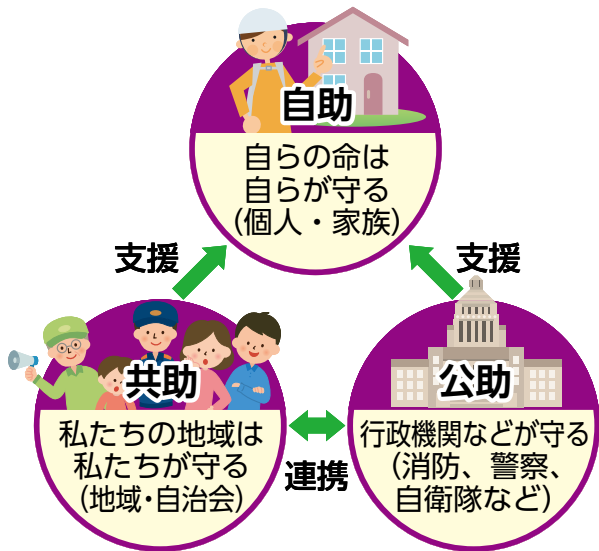 自助
自らの命は
自らが守る
(個人・家族)
支援
支援
共助
私たちの地域は
私たちが守る
(地域・自治会)
連携
公助
行政機関などが守る
(消防、警察、
自衛隊など)